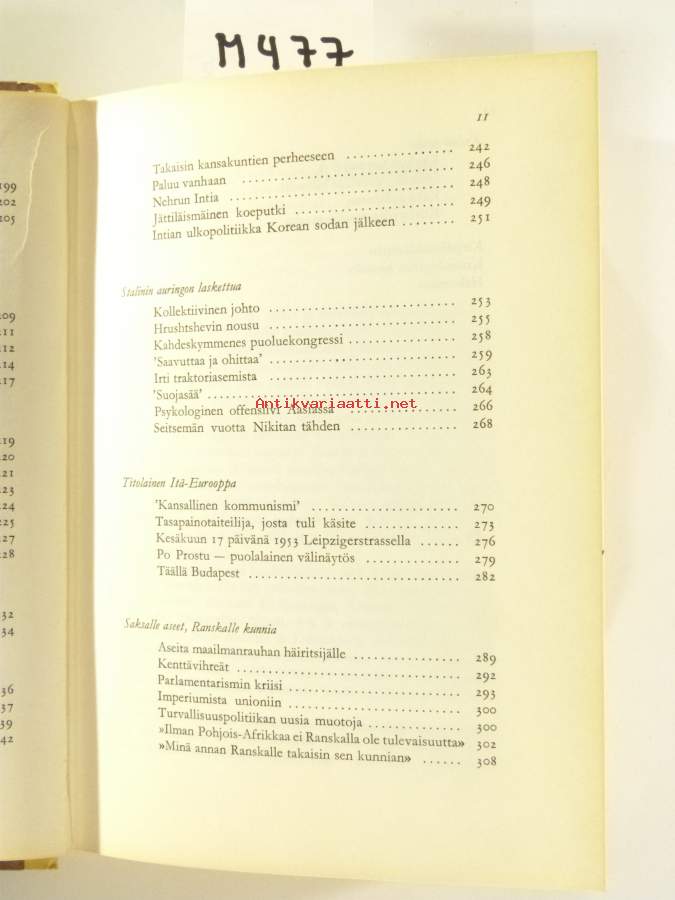 M477
11
Takaisin kansakuntien perheeseen ................ 242
Paluu vanhaan ................................ 246
Nehrun Intia ................................. 248
Jättiläismäinen koeputki ........................ 249
Intian ulkopolitiikka Korean sodan jälkeen ........ 251
Stalinin auringon laskettua
Kollektiivinen johto ........................... 253
Hrushtshevin nousu ............................ 255
Kahdeskymmenes puoluekongressi ................ 258
'Saavuttaa ja ohittaa' ........................... 259
Irti traktoriasemista ............................ 263
'Suojasää' .................................... 264
Antikvariaatti.net
Psykologinen offensiivi Aasiassa ................ 266
Seitsemän vuotta Nikitan tähden ................ 268
Titolainen Itä-Eurooppa
'Kansallinen kommunismi' ...................... 270
Tasapainotaiteilija, josta tuli käsite .............. 273
Kesäkuun 17 päivänä 1953 Leipzigerstrassella ...... 276
Po Prostu — puolalainen välinäytös .............. 279
Täällä Budapest ................................ 282
Saksalle aseet, Ranskalle kunnia
Aseita maailmanrauhan häiritsijälle ................ 289
Kenttävihreät ................................. 292
Parlamentarismin kriisi .......................... 293
Imperiumista unioniin .......................... 300
Turvallisuuspolitiikan uusia muotoja .............. 300
»Ilman Pohjois-Afrikkaa ei Ranskalla ole tulevaisuutta» 302
»Minä annan Ranskalle takaisin sen kunnian» ...... 308